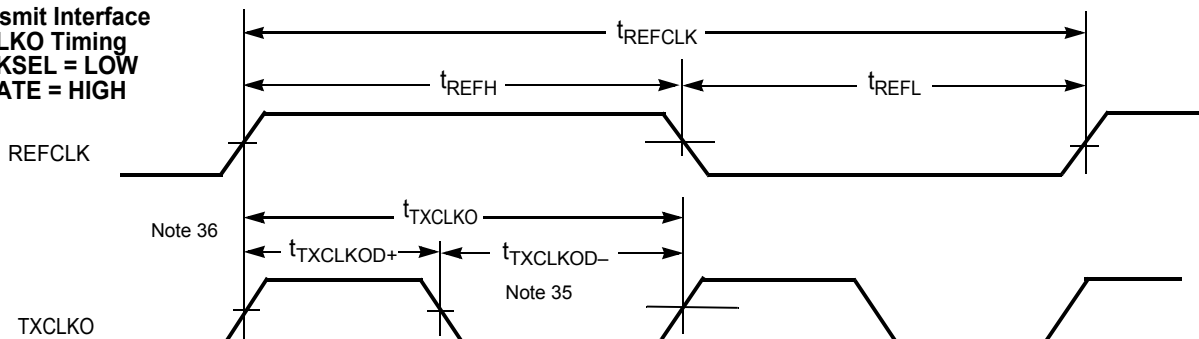 smit Interface
LKO Timing
KSEL = LOW
ATE = HIGH
tREFCLK
tREFH
tREFL
REFCLK
Note 36
tTXCLKO
tTXCLKOD+
tTXCLKOD–
Note 35
TXCLKO